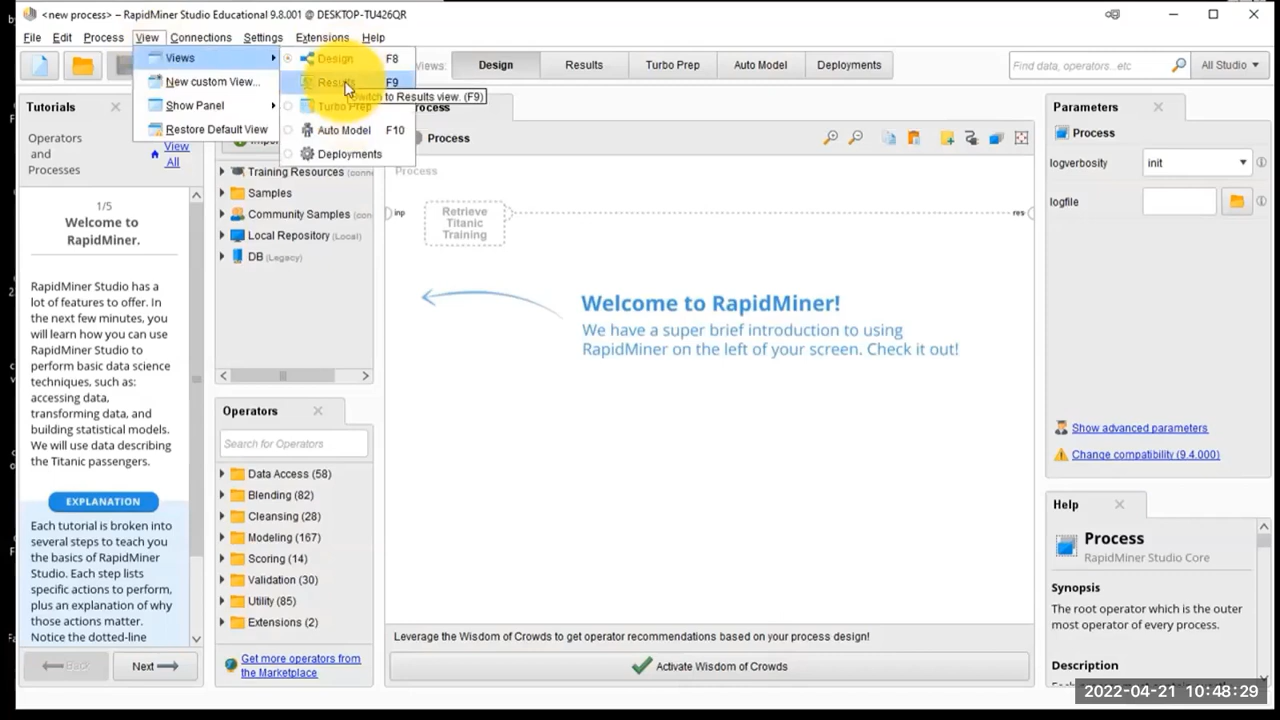 <new process> – RapidMiner Studio Educational 9.8.001 @ DESKTOP-TU426QR
File Edit Process View Connections Settings Extensions Help
Views
New custom View...
Show Panel
Restore Default View
Design F8
Results F9
Switch to Results view. (F9)
Turbo Prep
Auto Model F10
Deployments
Views:
Design
Results
Turbo Prep
Auto Model
Deployments
Find data, operators...etc
All Studio
Tutorials
Operators
and
Processes
View
All
1/5
Welcome to
RapidMiner.
RapidMiner Studio has a
lot of features to offer. In
the next few minutes, you
will learn how you can use
RapidMiner Studio to
perform basic data science
techniques, such as:
accessing data,
transforming data, and
building statistical models.
We will use data describing
the Titanic passengers.
EXPLANATION
Each tutorial is broken into
several steps to teach you
the basics of RapidMiner
Studio. Each step lists
specific actions to perform,
plus an explanation of why
those actions matter.
Notice the dotted-line
Back
Next
Training Resources (conn
Samples
Community Samples (con
Local Repository (Local)
DB (Legacy)
Operators
Search for Operators
Data Access (58)
Blending (82)
Cleansing (28)
Modeling (167)
Scoring (14)
Validation (30)
Utility (85)
Extensions (2)
Get more operators from
the Marketplace
Process
Process
inp
Retrieve
Titanic
Training
res
Welcome to RapidMiner!
We have a super brief introduction to using
RapidMiner on the left of your screen. Check it out!
Leverage the Wisdom of Crowds to get operator recommendations based on your process design!
Activate Wisdom of Crowds
Parameters
Process
logverbosity
init
logfile
Show advanced parameters
Change compatibility (9.4.000)
Help
Process
RapidMiner Studio Core
Synopsis
The root operator which is the outer
most operator of every process.
Description
2022-04-21 10:48:29